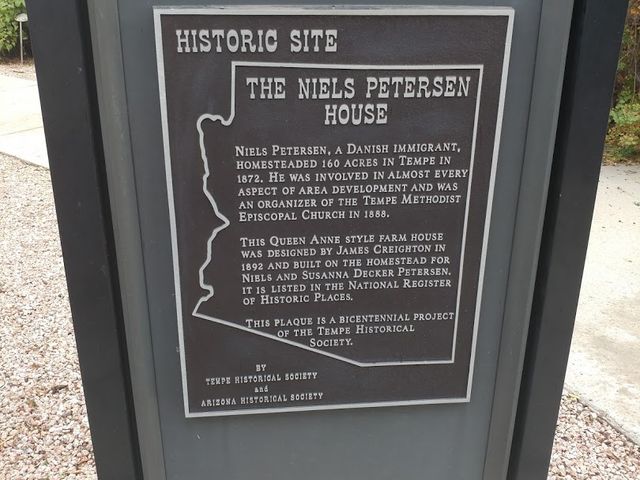 HISTORIC SITE
THE NIELS PETERSEN
HOUSE
NIELS PETERSEN, A DANISH IMMIGRANT,
HOMESTEADED 160 ACRES IN TEMPE IN
1872. HE WAS INVOLVED IN ALMOST EVERY
ASPECT OF AREA DEVELOPMENT AND WAS
AN ORGANIZER OF THE TEMPE METHODIST
EPISCOPAL CHURCH IN 1888.
THIS QUEEN ANNE STYLE FARM HOUSE
WAS DESIGNED BY JAMES CREIGHTON IN
1892 AND BUILT ON THE HOMESTEAD FOR
NIELS AND SUSANNA DECKER PETERSEN.
IT IS LISTED IN THE NATIONAL REGISTER
OF HISTORIC PLACES.
THIS PLAQUE IS A BICENTENNIAL PROJECT
OF THE TEMPE HISTORICAL
SOCIETY.
BY
TEMPE HISTORICAL SOCIETY
and
ARIZONA HISTORICAL SOCIETY